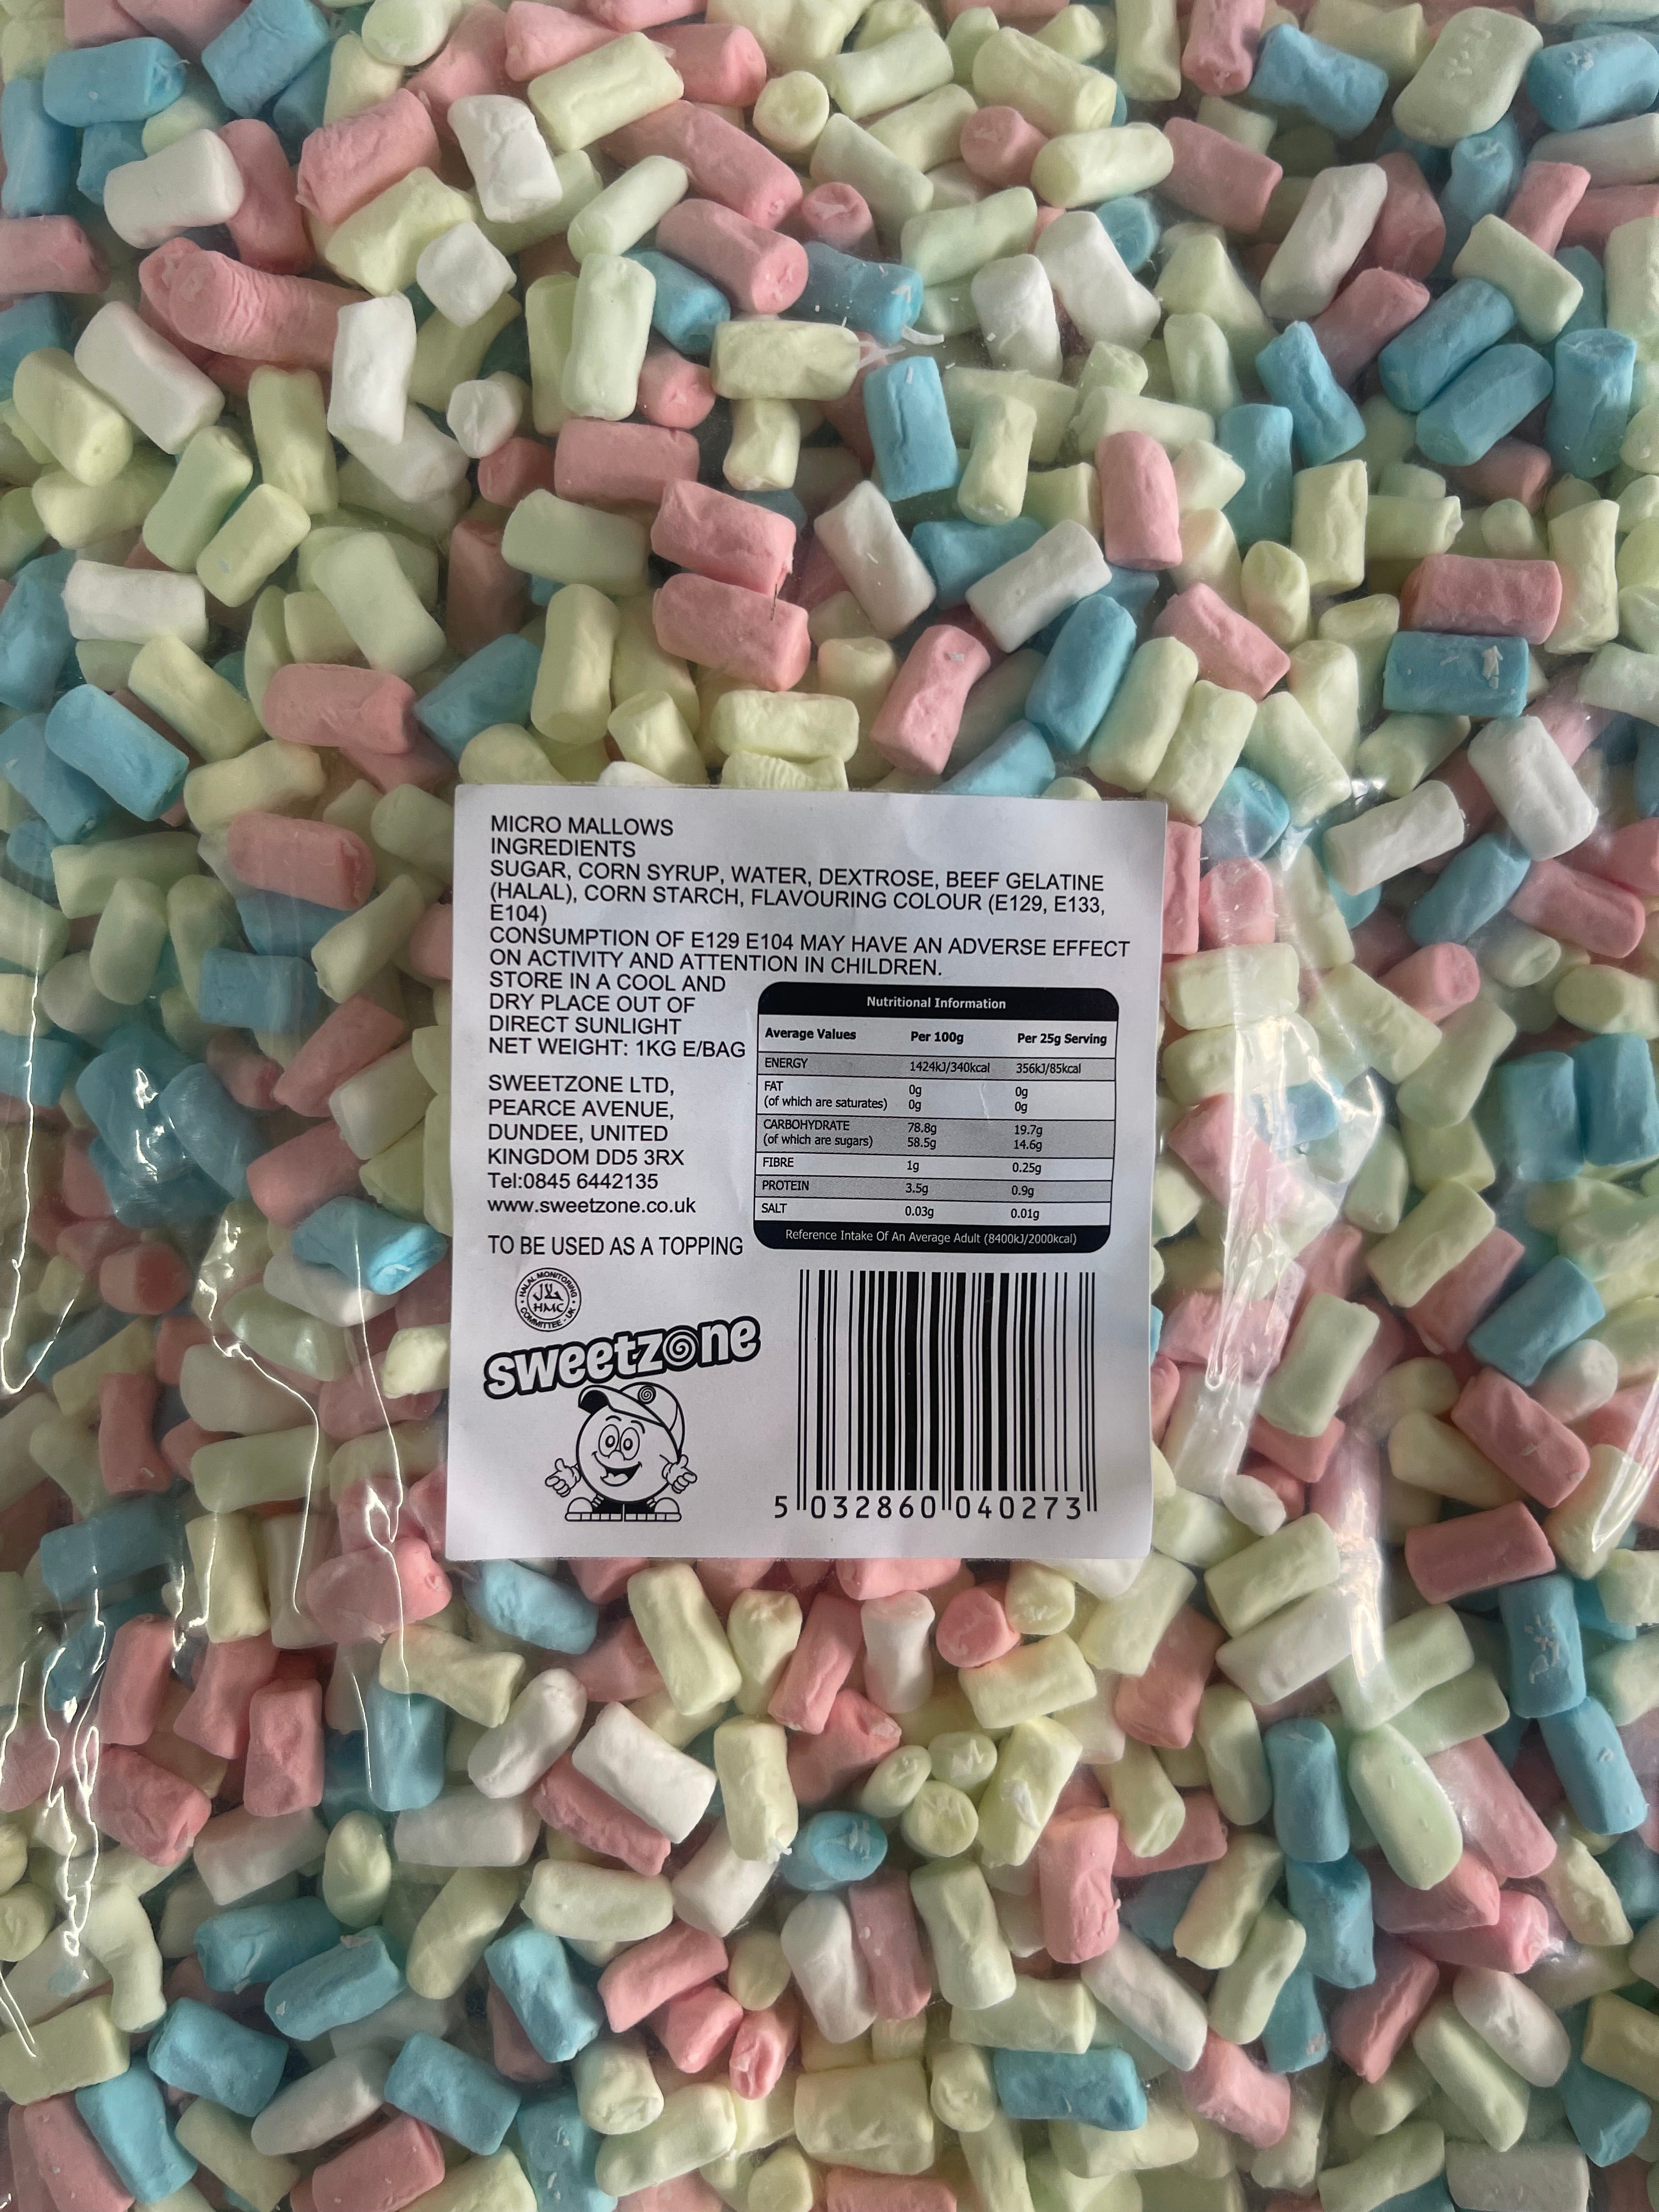 MICRO MALLOWS
INGREDIENTS
SUGAR, CORN SYRUP, WATER, DEXTROSE, BEEF GELATINE
(HALAL), CORN STARCH, FLAVOURING COLOUR (E129, E133,
E104)
CONSUMPTION OF E129 E104 MAY HAVE AN ADVERSE EFFECT
ON ACTIVITY AND ATTENTION IN CHILDREN.
STORE IN A COOL AND
DRY PLACE OUT OF
DIRECT SUNLIGHT
NET WEIGHT: 1KG E/BAG
SWEETZONE LTD,
PEARCE AVENUE,
DUNDEE, UNITED
KINGDOM DD5 3RX
Tel:0845 6442135
www.sweetzone.co.uk
TO BE USED AS A TOPPING
Nutritional Information
Average Values Per 100g Per 25g Serving
ENERGY 1424kJ/340kcal 356kJ/85kcal
FAT 0g 0g
(of which are saturates) 0g 0g
CARBOHYDRATE 78.8g 19.7g
(of which are sugars) 58.5g 14.6g
FIBRE 1g 0.25g
PROTEIN 3.5g 0.9g
SALT 0.03g 0.01g
Reference Intake Of An Average Adult (8400kJ/2000kcal)
HALAL MONITORING
HMC
COMMITTEE - UK
sweetzone
5 032860 040273